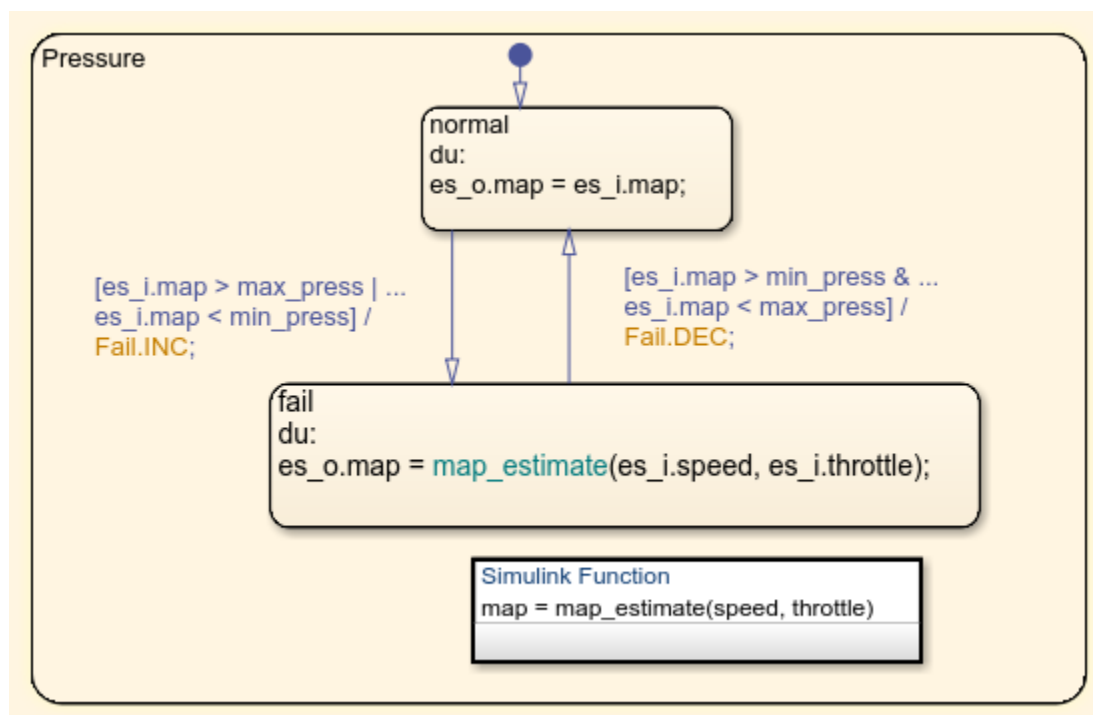 Pressure
normal
du:
es_o.map = es_i.map;
[es_i.map > max_press | ...
es_i.map < min_press] /
Fail.INC;
[es_i.map > min_press & ...
es_i.map < max_press] /
Fail.DEC;
fail
du:
es_o.map = map_estimate(es_i.speed, es_i.throttle);
Simulink Function
map = map_estimate(speed, throttle)